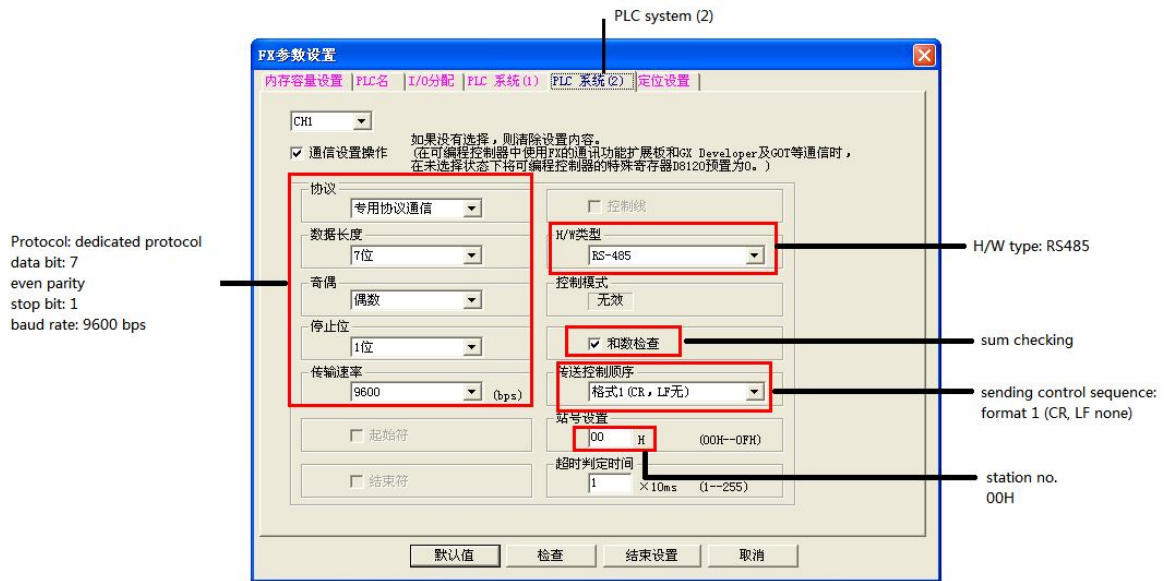 PLC system (2)
FX参数设置
内存容量设置 PLC名 I/O分配 PLC 系统(1) PLC 系统(2) 定位设置
CH1
通信设置操作
如果没有选择，则清除设置内容。
(在可编程控制器中使用FX的通讯功能扩展板和GX Developer及GOT等通信时，
在未选择状态下将可编程控制器的特殊寄存器D8120预置为0。)
协议
专用协议通信
控制线
数据长度
7位
H/W类型
RS-485
奇偶
偶数
控制模式
无效
停止位
1位
和数检查
传输速率
9600 (bps)
传送控制顺序
格式1(CR，LF无)
起始符
站号设置
00 H (00H--0FH)
结束符
超时判定时间
1 ×10ms (1--255)
默认值 检查 结束设置 取消
Protocol: dedicated protocol
data bit: 7
even parity
stop bit: 1
baud rate: 9600 bps
H/W type: RS485
sum checking
sending control sequence:
format 1 (CR, LF none)
station no.
00H